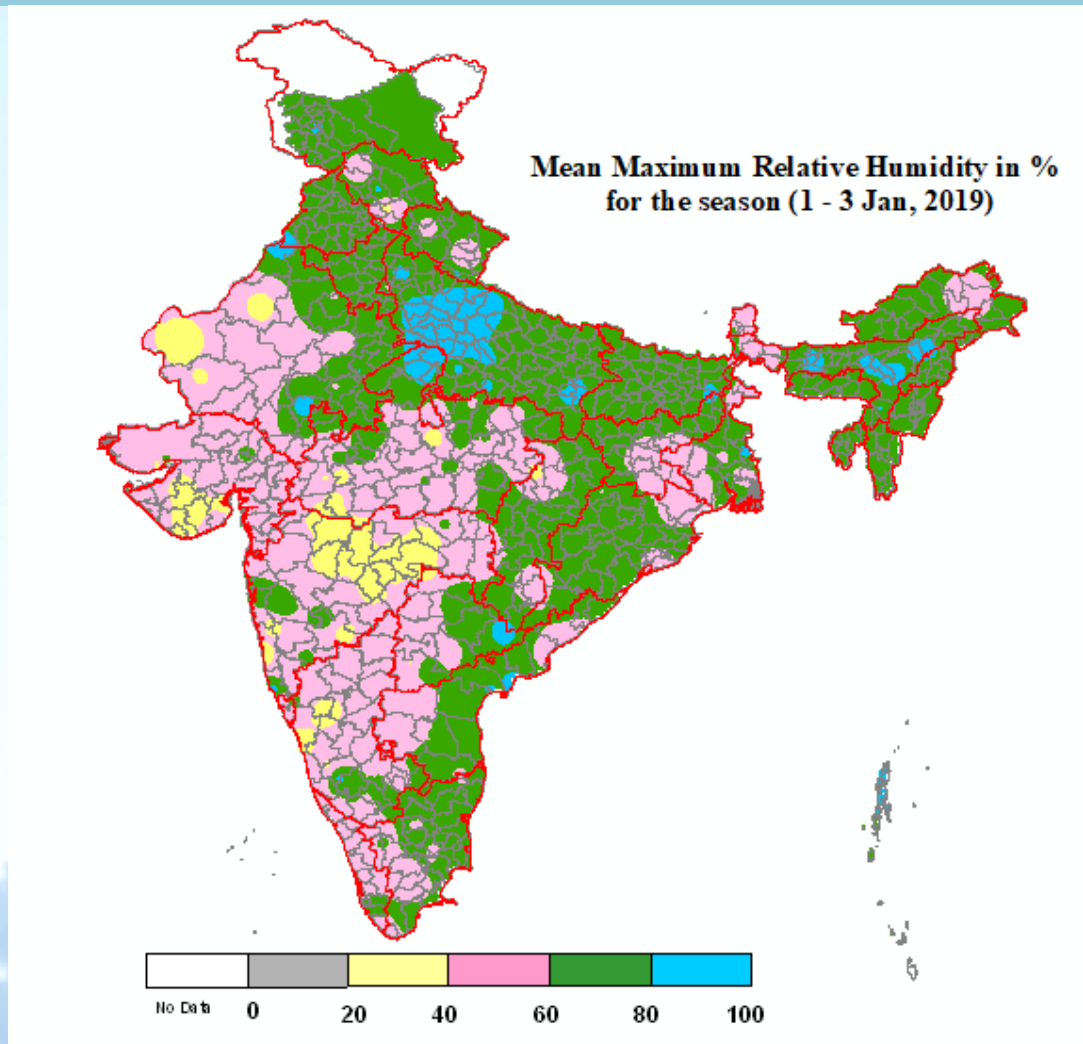 Mean Maximum Relative Humidity in %
for the season (1 - 3 Jan, 2019)
No Data 0 20 40 60 80 100